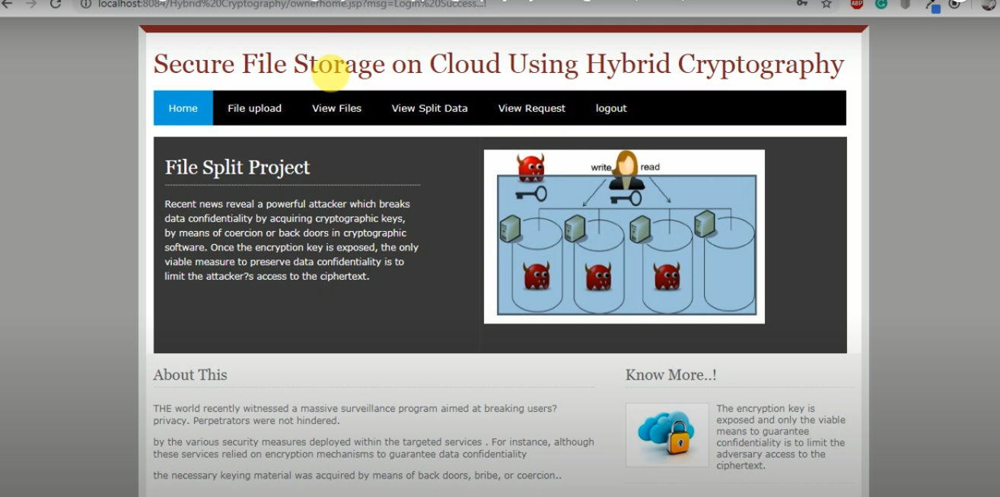 localhost:8084/Hybrid%20Cryptography/ownerhome.jsp?msg=Login%20Success...!
ABP
Secure File Storage on Cloud Using Hybrid Cryptography
Home File upload View Files View Split Data View Request logout
File Split Project
Recent news reveal a powerful attacker which breaks
data confidentiality by acquiring cryptographic keys,
by means of coercion or back doors in cryptographic
software. Once the encryption key is exposed, the only
viable measure to preserve data confidentiality is to
limit the attacker?s access to the ciphertext.
write read
About This
THE world recently witnessed a massive surveillance program aimed at breaking users?
privacy. Perpetrators were not hindered.
by the various security measures deployed within the targeted services . For instance, although
these services relied on encryption mechanisms to guarantee data confidentiality
the necessary keying material was acquired by means of back doors, bribe, or coercion..
Know More..!
The encryption key is
exposed and only the viable
means to guarantee
confidentiality is to limit the
adversary access to the
ciphertext.